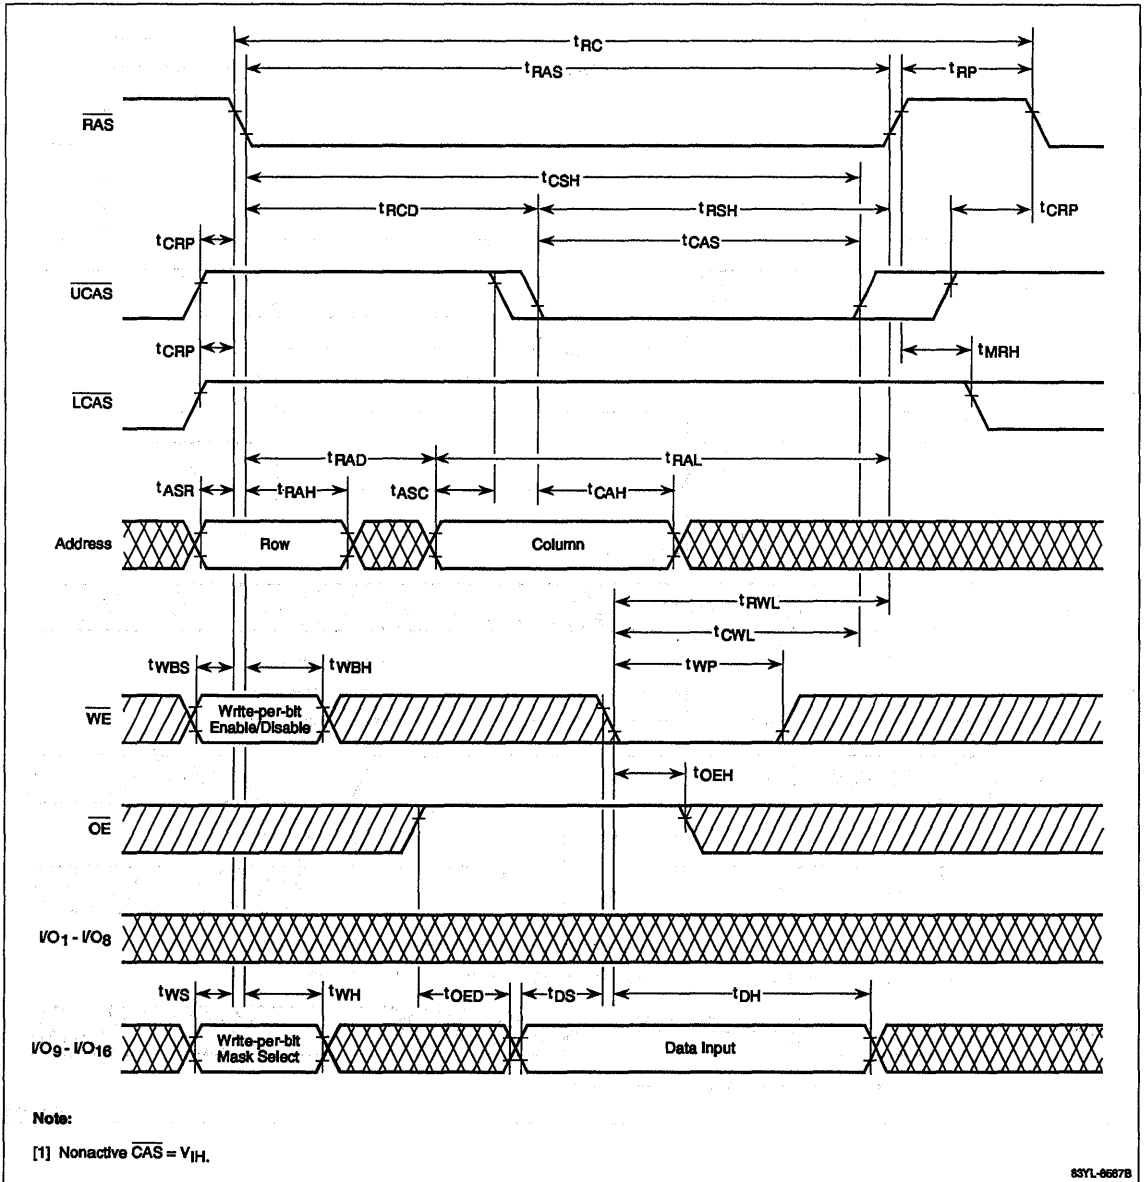 tRC
tRAS
tRP
RAS
tCSH
tRCD
tRSH
tCRP
tCRP
tCAS
UCAS
tCRP
tMRH
LCAS
tRAD
tRAL
tASR
tRAH
tASC
tCAH
Address
Row
Column
tRWL
tCWL
tWBS
tWBH
tWP
WE
Write-per-bit
Enable/Disable
tOEH
OE
I/O1 - I/O8
tWS
tWH
tOED
tDS
tDH
I/O9 - I/O16
Write-per-bit
Mask Select
Data Input
Note:
[1] Nonactive CAS = VIH.
83YL-6587B